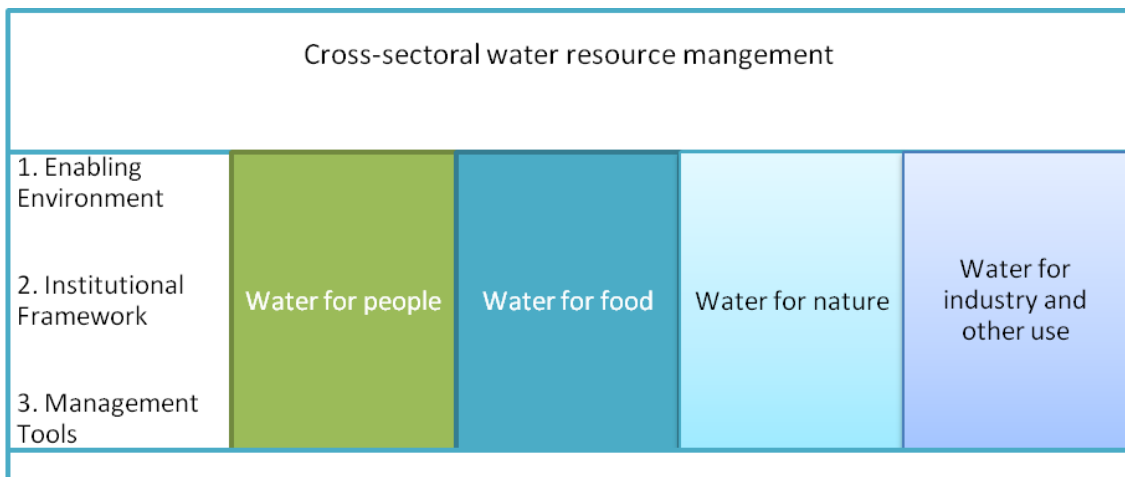 Cross-sectoral water resource mangement
1. Enabling
Environment
2. Institutional
Framework
3. Management
Tools
Water for people
Water for food
Water for nature
Water for
industry and
other use